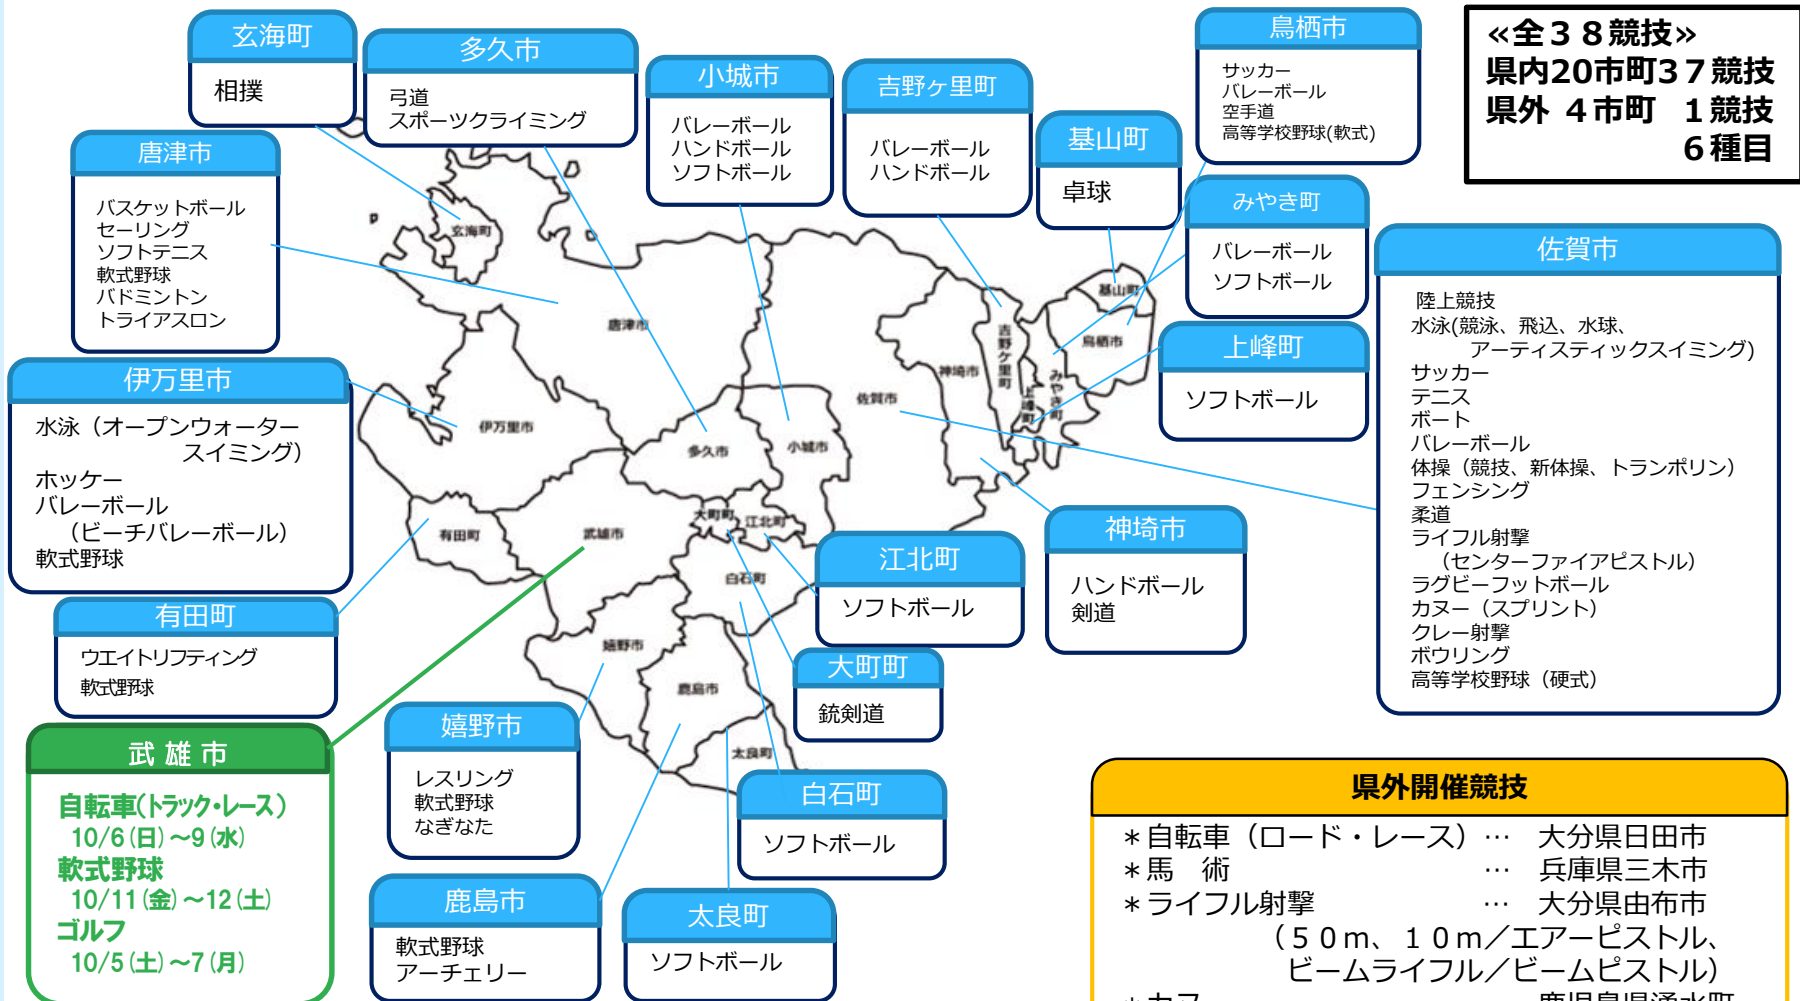 玄海町
相撲
多久市
弓道
スポーツクライミング
小城市
バレーボール
ハンドボール
ソフトボール
吉野ヶ里町
バレーボール
ハンドボール
基山町
卓球
鳥栖市
サッカー
バレーボール
空手道
高等学校野球(軟式)
≪全３８競技≫
県内20市町３７競技
県外 ４市町 １競技
６種目
唐津市
バスケットボール
セーリング
ソフトテニス
軟式野球
バドミントン
トライアスロン
みやき町
バレーボール
ソフトボール
佐賀市
陸上競技
水泳(競泳、飛込、水球、
アーティスティックスイミング)
サッカー
テニス
ボート
バレーボール
体操（競技、新体操、トランポリン）
フェンシング
柔道
ライフル射撃
（センターファイアピストル）
ラグビーフットボール
カヌー（スプリント）
クレー射撃
ボウリング
高等学校野球（硬式）
上峰町
ソフトボール
伊万里市
水泳（オープンウォーター
スイミング）
ホッケー
バレーボール
（ビーチバレーボール）
軟式野球
有田町
ウエイトリフティング
軟式野球
江北町
ソフトボール
神埼市
ハンドボール
剣道
大町町
銃剣道
武雄市
自転車(トラック・レース)
10/6(日)～9(水)
軟式野球
10/11(金)～12(土)
ゴルフ
10/5(土)～7(月)
嬉野市
レスリング
軟式野球
なぎなた
白石町
ソフトボール
鹿島市
軟式野球
アーチェリー
太良町
ソフトボール
玄海町
唐津市
伊万里市
多久市
小城市
佐賀市
神埼市
吉野ケ里町
上峰町
みやき町
基山町
鳥栖市
有田町
武雄市
大町町
江北町
白石町
嬉野市
鹿島市
太良町
県外開催競技
＊自転車（ロード・レース）… 大分県日田市
＊馬 術 … 兵庫県三木市
＊ライフル射撃 … 大分県由布市
（５０ｍ、１０ｍ／エアーピストル、
ビームライフル／ビームピストル）
＊カヌー 鹿児島県湧水町